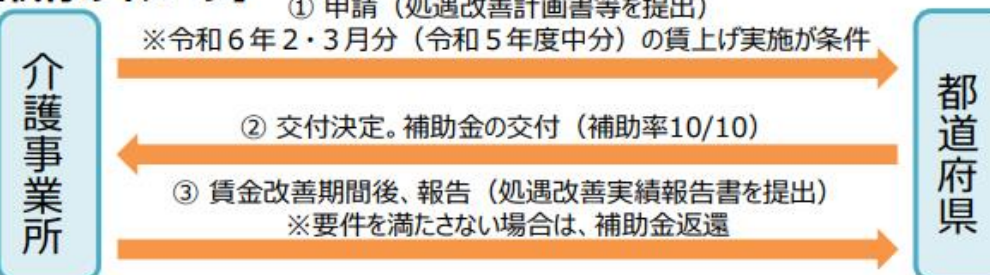 ① 申請（処遇改善計画書等を提出）
※令和６年２・３月分（令和５年度中分）の賃上げ実施が条件
介護事業所
都道府県
② 交付決定。補助金の交付（補助率10/10）
③ 賃金改善期間後、報告（処遇改善実績報告書を提出）
※要件を満たさない場合は、補助金返還